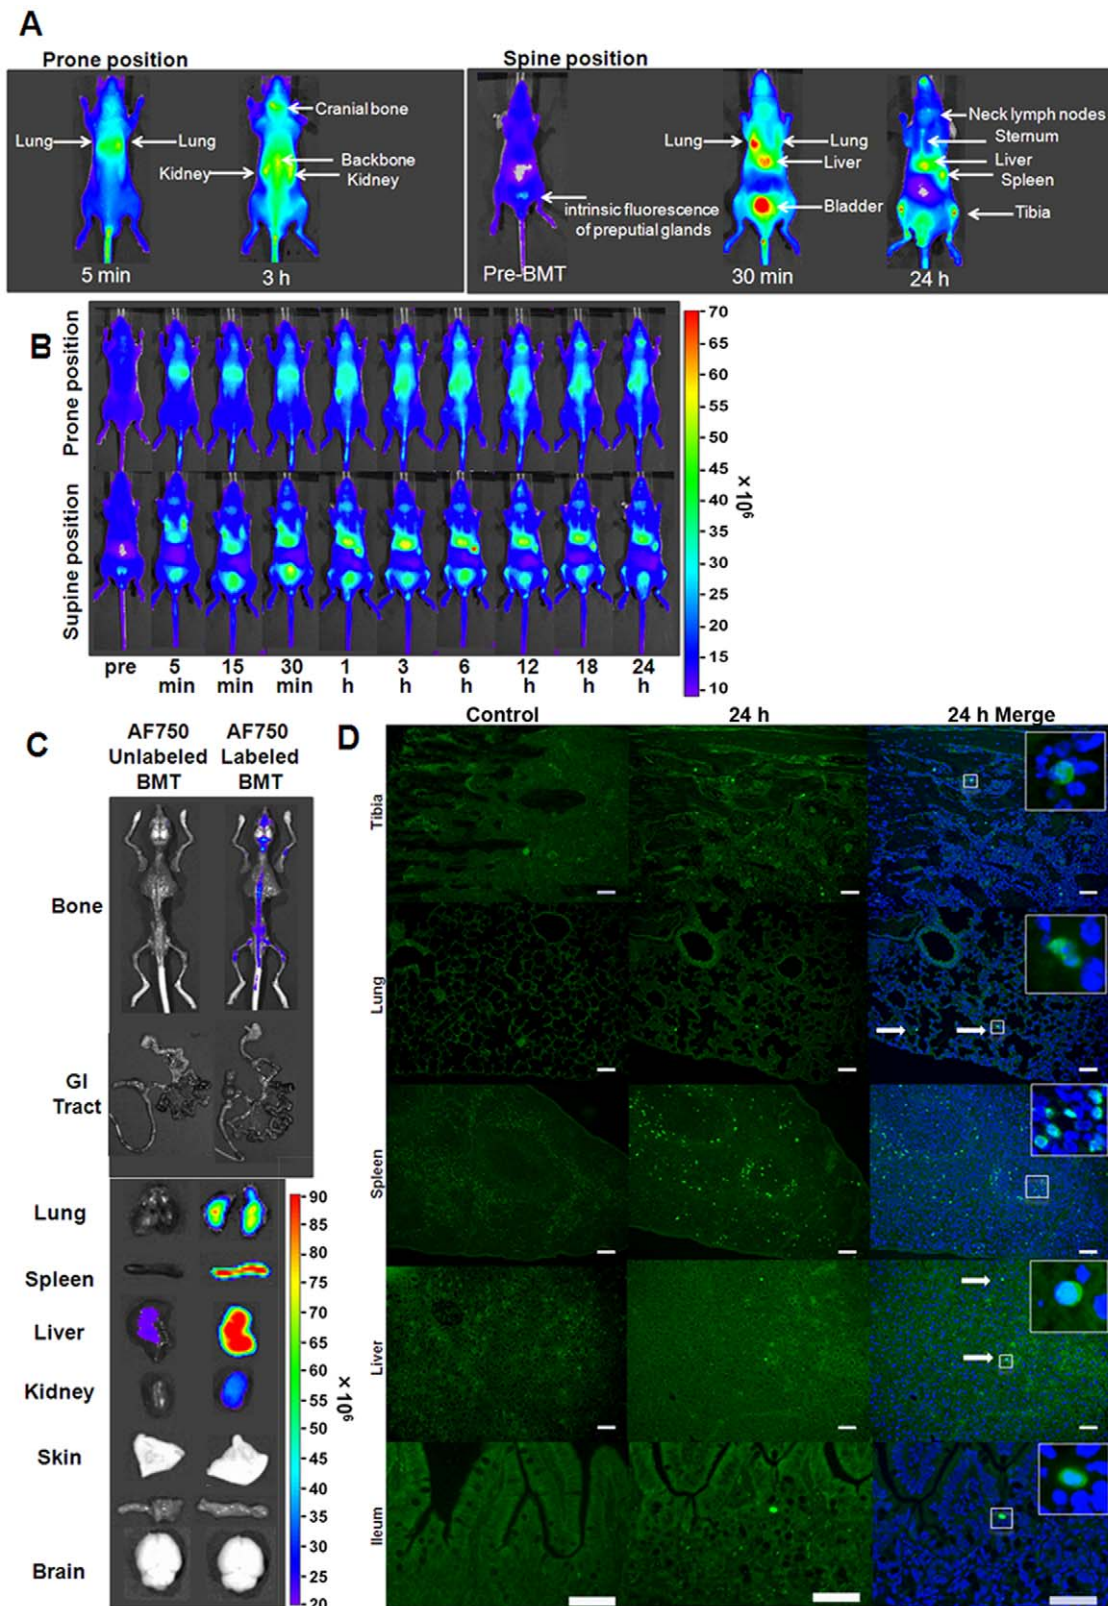 A
Prone position
Spine position
Lung
Lung
Cranial bone
Kidney
Backbone
Kidney
5 min
3 h
intrinsic fluorescence
of preputial glands
Pre-BMT
Lung
Lung
Liver
Bladder
30 min
Neck lymph nodes
Sternum
Liver
Spleen
Tibia
24 h
B
Prone position
Supine position
pre
5 min
15 min
30 min
1 h
3 h
6 h
12 h
18 h
24 h
70
65
60
55
50
45
40
35
30
25
20
15
10
×10⁶
C
AF750
Unlabeled
BMT
AF750
Labeled
BMT
Bone
GI
Tract
Lung
Spleen
Liver
Kidney
Skin
Brain
90
85
80
75
70
65
60
55
50
45
40
35
30
25
20
×10⁶
D
Control
24 h
24 h Merge
Tibia
Lung
Spleen
Liver
Ileum